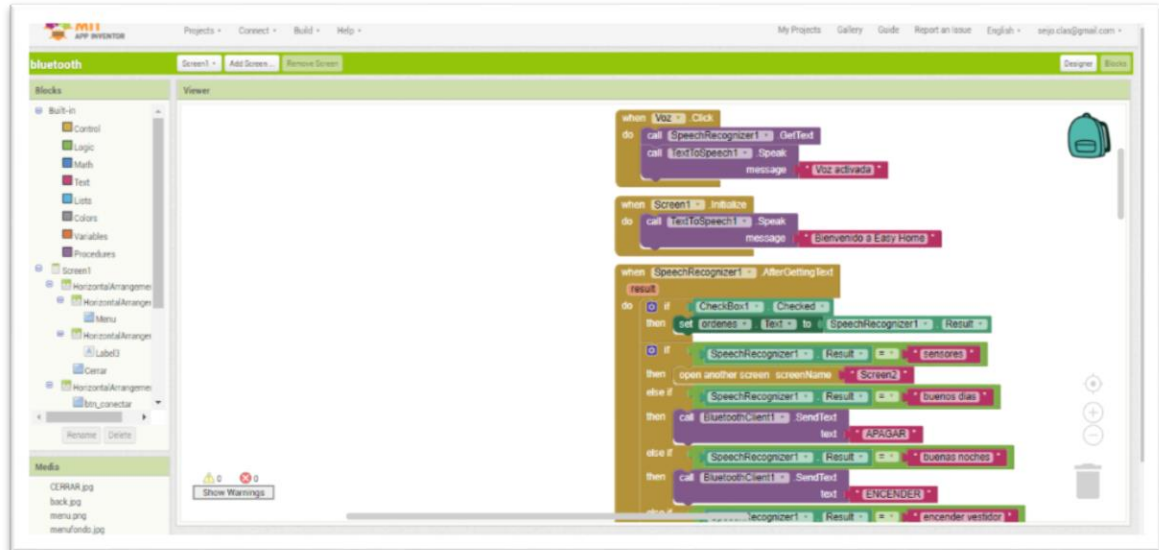 MIT
APP INVENTOR
Projects Connect Build Help My Projects Gallery Guide Report an Issue English
bluetooth Screen1 Add Screen... Remove Screen Designer Blocks
Blocks
Built-in
Control
Logic
Math
Text
Lists
Colors
Variables
Procedures
Screen1
HorizontalArrangeme
HorizontalArranger
Menu
HorizontalArranger
Label3
Cerrar
HorizontalArrangeme
btn_conectar
Rename Delete
Media
CERRAR.jpg
back.jpg
menu.png
menufondo.jpg
Viewer
when Voz .Click
do call SpeechRecognizer1 .GetText
call TextToSpeech1 .Speak
message " Voz activada "
when Screen1 .Initialize
do call TextToSpeech1 .Speak
message " Bienvenido a Easy Home "
when SpeechRecognizer1 .AfterGettingText
result
do if CheckBox1 . Checked
then set ordenes . Text to SpeechRecognizer1 . Result
if SpeechRecognizer1 . Result = " sensores "
then open another screen screenName " Screen2 "
else if SpeechRecognizer1 . Result = " buenos dias "
then call BluetoothClient1 .SendText
text " APAGAR "
else if SpeechRecognizer1 . Result = " buenas noches "
then call BluetoothClient1 .SendText
text " ENCENDER "
else if Result = " encender vestidor "
0 0
Show Warnings